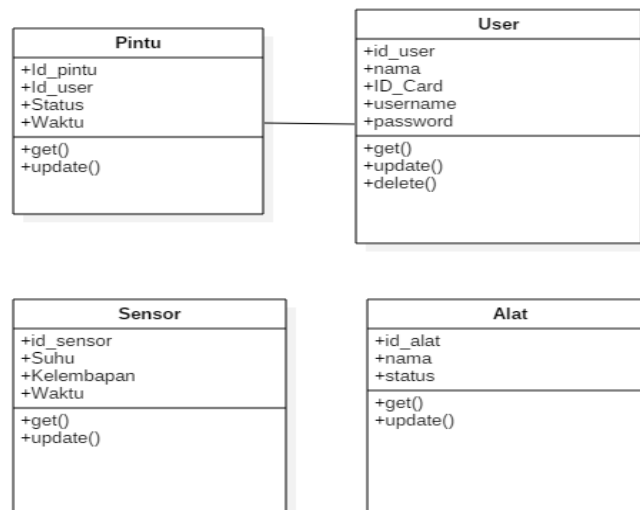 Pintu
+Id_pintu
+Id_user
+Status
+Waktu
+get()
+update()
User
+id_user
+nama
+ID_Card
+username
+password
+get()
+update()
+delete()
Sensor
+id_sensor
+Suhu
+Kelembapan
+Waktu
+get()
+update()
Alat
+id_alat
+nama
+status
+get()
+update()